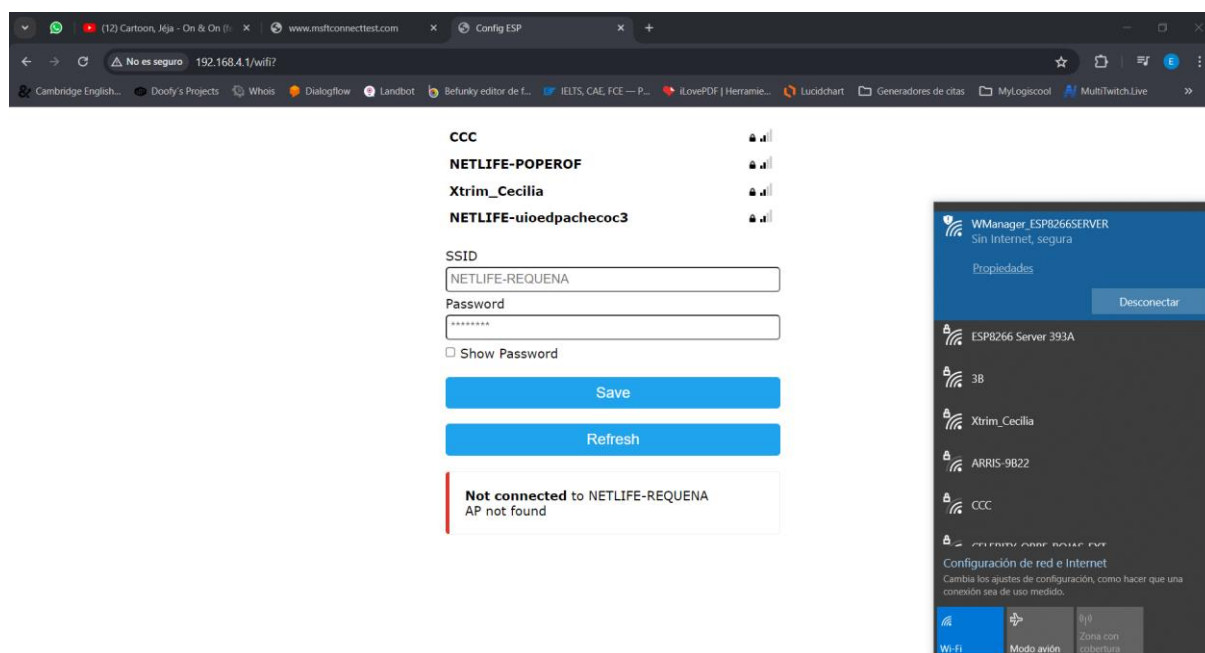 (12) Cartoon, Jéja - On & On (f
www.msftconnecttest.com
Config ESP
No es seguro 192.168.4.1/wifi?
E
Cambridge English... Doofy's Projects Whois Dialogflow Landbot Befunky editor de f... IELTS, CAE, FCE — P... iLovePDF | Herramie... Lucidchart Generadores de citas MyLogiscool MultiTwitch.Live »
CCC
NETLIFE-POPEROF
Xtrim_Cecilia
NETLIFE-uioedpachecoc3
SSID
NETLIFE-REQUENA
Password
********
Show Password
Save
Refresh
Not connected to NETLIFE-REQUENA
AP not found
WManager_ESP8266SERVER
Sin Internet, segura
Propiedades
Desconectar
ESP8266 Server 393A
3B
Xtrim_Cecilia
ARRIS-9B22
CCC
Configuración de red e Internet
Cambia los ajustes de configuración, como hacer que una
conexión sea de uso medido.
Wi-Fi
Modo avión
Zona con
cobertura